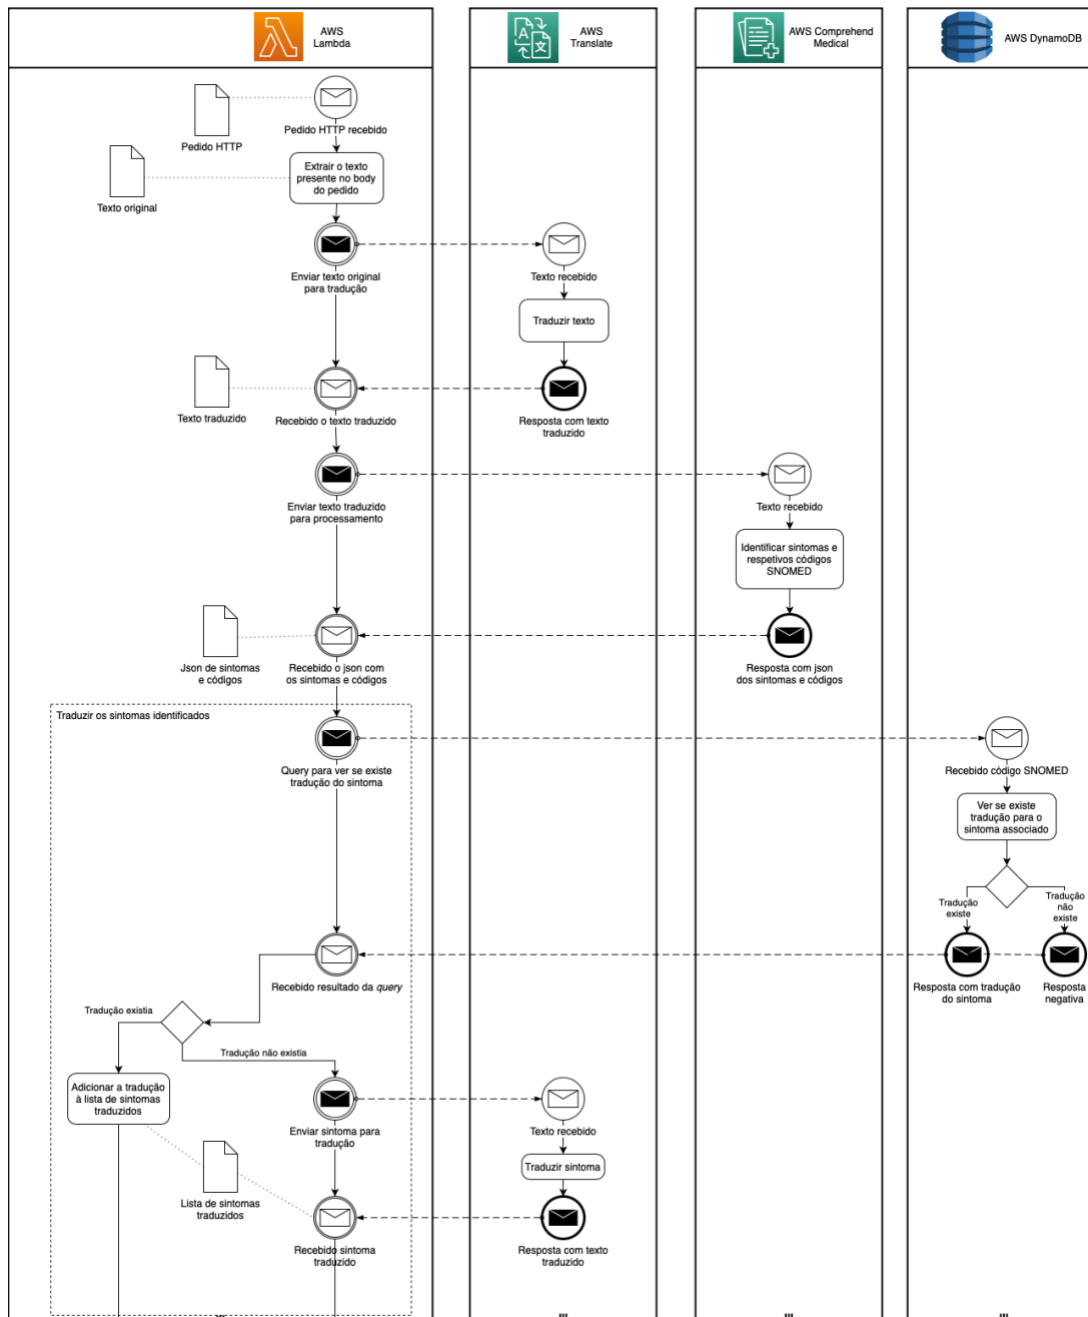 AWS
Lambda
AWS
Translate
AWS Comprehend
Medical
AWS DynamoDB
Pedido HTTP recebido
Pedido HTTP
Extrair o texto
presente no body
do pedido
Texto original
Enviar texto original
para tradução
Texto recebido
Traduzir texto
Texto traduzido
Recebido o texto traduzido
Resposta com texto
traduzido
Enviar texto traduzido
para processamento
Texto recebido
Identificar sintomas e
respetivos códigos
SNOMED
Json de sintomas
e códigos
Recebido o json com
os sintomas e códigos
Resposta com json
dos sintomas e códigos
Traduzir os sintomas identificados
Query para ver se existe
tradução do sintoma
Recebido código SNOMED
Ver se existe
tradução para o
sintoma associado
Tradução
existe
Tradução
não
existe
Recebido resultado da query
Resposta com tradução
do sintoma
Resposta
negativa
Tradução existia
Tradução não existia
Adicionar a tradução
à lista de sintomas
traduzidos
Enviar sintoma para
tradução
Texto recebido
Traduzir sintoma
Lista de sintomas
traduzidos
Recebido sintoma
traduzido
Resposta com texto
traduzido